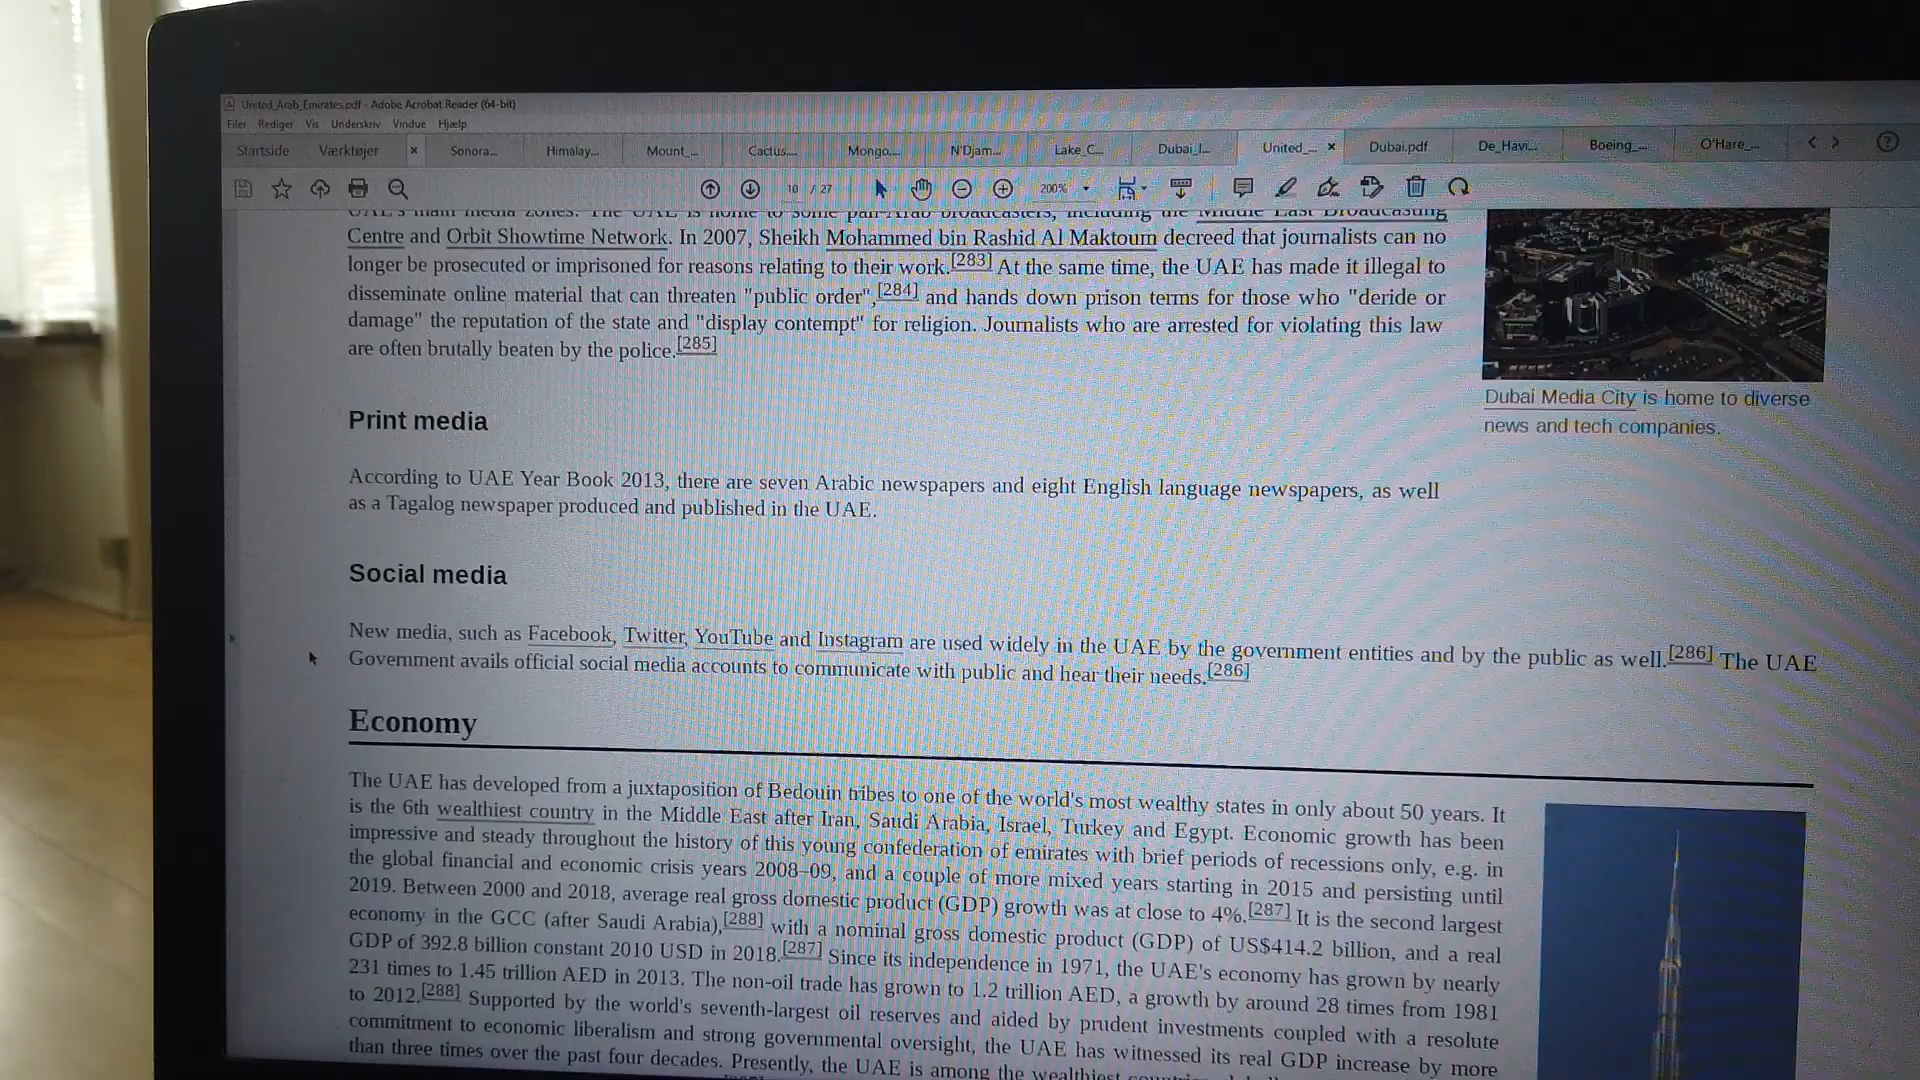 United_Arab_Emirates.pdf - Adobe Acrobat Reader (64-bit)
Filer Rediger Vis Underskriv Vindue Hjælp
Startside Værktøjer × Sonora... Himalay... Mount_... Cactus.... Mongo.... N'Djam... Lake_C... Dubai_I... United_... × Dubai.pdf De_Havi... Boeing_... O'Hare_...
10 / 27 200%
UAE's main media zones. The UAE is home to some pan-Arab broadcasters, including the Middle East Broadcasting
Centre and Orbit Showtime Network. In 2007, Sheikh Mohammed bin Rashid Al Maktoum decreed that journalists can no
longer be prosecuted or imprisoned for reasons relating to their work.[283] At the same time, the UAE has made it illegal to
disseminate online material that can threaten "public order",[284] and hands down prison terms for those who "deride or
damage" the reputation of the state and "display contempt" for religion. Journalists who are arrested for violating this law
are often brutally beaten by the police.[285]
Dubai Media City is home to diverse
news and tech companies.
Print media
According to UAE Year Book 2013, there are seven Arabic newspapers and eight English language newspapers, as well
as a Tagalog newspaper produced and published in the UAE.
Social media
New media, such as Facebook, Twitter, YouTube and Instagram are used widely in the UAE by the government entities and by the public as well.[286] The UAE
Government avails official social media accounts to communicate with public and hear their needs.[286]
Economy
The UAE has developed from a juxtaposition of Bedouin tribes to one of the world's most wealthy states in only about 50 years. It
is the 6th wealthiest country in the Middle East after Iran, Saudi Arabia, Israel, Turkey and Egypt. Economic growth has been
impressive and steady throughout the history of this young confederation of emirates with brief periods of recessions only, e.g. in
the global financial and economic crisis years 2008–09, and a couple of more mixed years starting in 2015 and persisting until
2019. Between 2000 and 2018, average real gross domestic product (GDP) growth was at close to 4%.[287] It is the second largest
economy in the GCC (after Saudi Arabia),[288] with a nominal gross domestic product (GDP) of US$414.2 billion, and a real
GDP of 392.8 billion constant 2010 USD in 2018.[287] Since its independence in 1971, the UAE's economy has grown by nearly
231 times to 1.45 trillion AED in 2013. The non-oil trade has grown to 1.2 trillion AED, a growth by around 28 times from 1981
to 2012.[288] Supported by the world's seventh-largest oil reserves and aided by prudent investments coupled with a resolute
commitment to economic liberalism and strong governmental oversight, the UAE has witnessed its real GDP increase by more
than three times over the past four decades. Presently, the UAE is among the wealthiest